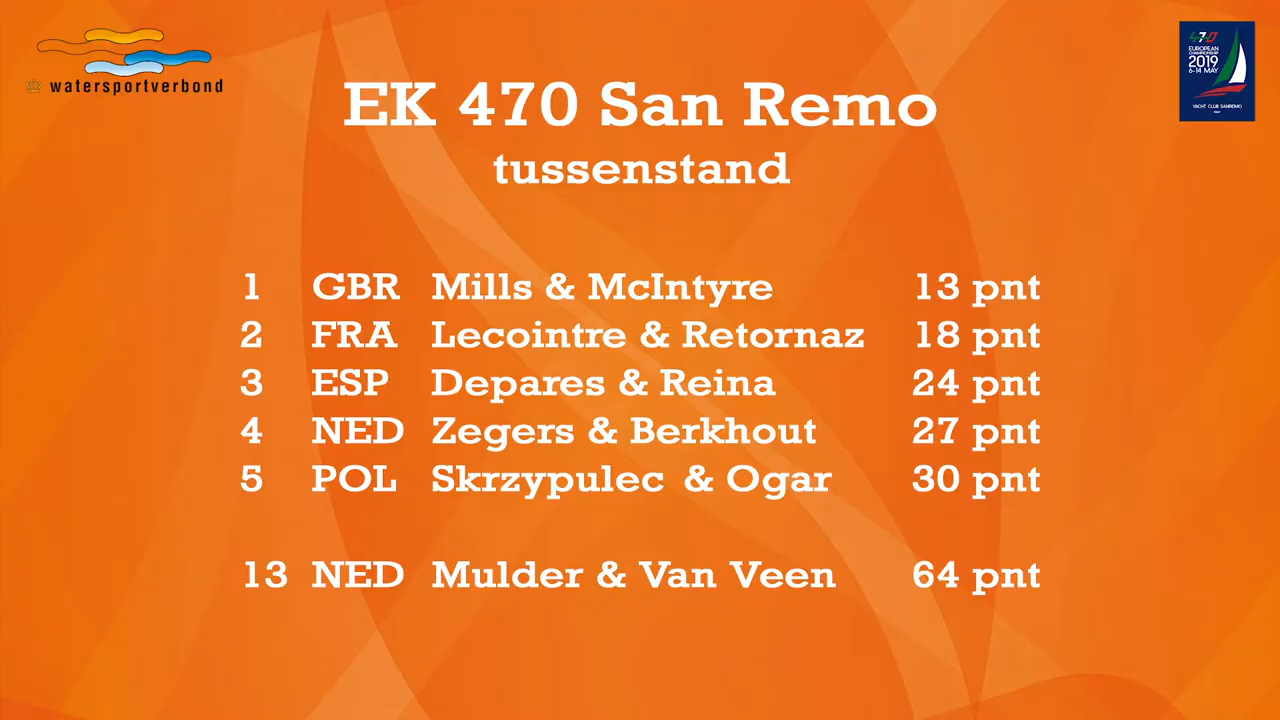 watersportverbond
470
EUROPEAN
CHAMPIONSHIP
2019
6-14 MAY
YACHT CLUB SANREMO
EK 470 San Remo
tussenstand
1 GBR Mills & McIntyre 13 pnt
2 FRA Lecointre & Retornaz 18 pnt
3 ESP Depares & Reina 24 pnt
4 NED Zegers & Berkhout 27 pnt
5 POL Skrzypulec & Ogar 30 pnt
13 NED Mulder & Van Veen 64 pnt